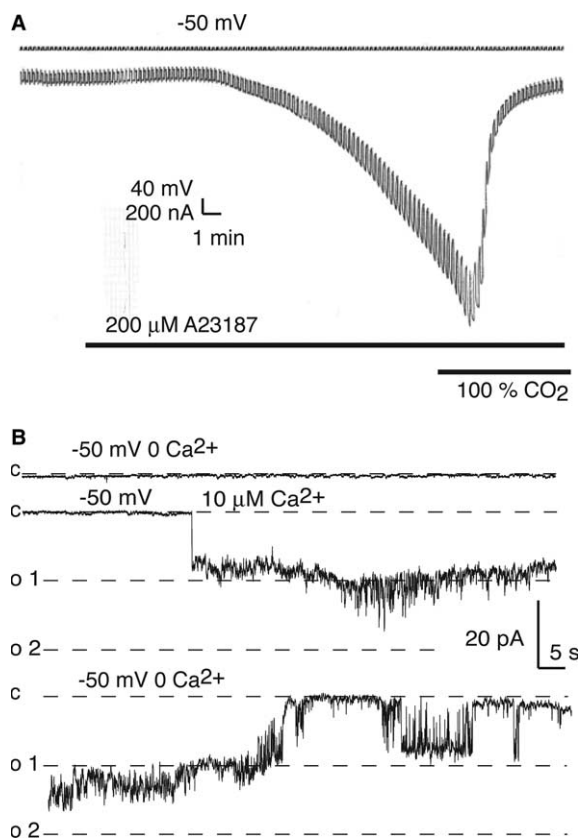 A
-50 mV
40 mV
200 nA
1 min
200 µM A23187
100 % CO2
B
-50 mV 0 Ca2+
c
-50 mV 10 µM Ca2+
c
o 1
20 pA
5 s
o 2
-50 mV 0 Ca2+
c
o 1
o 2